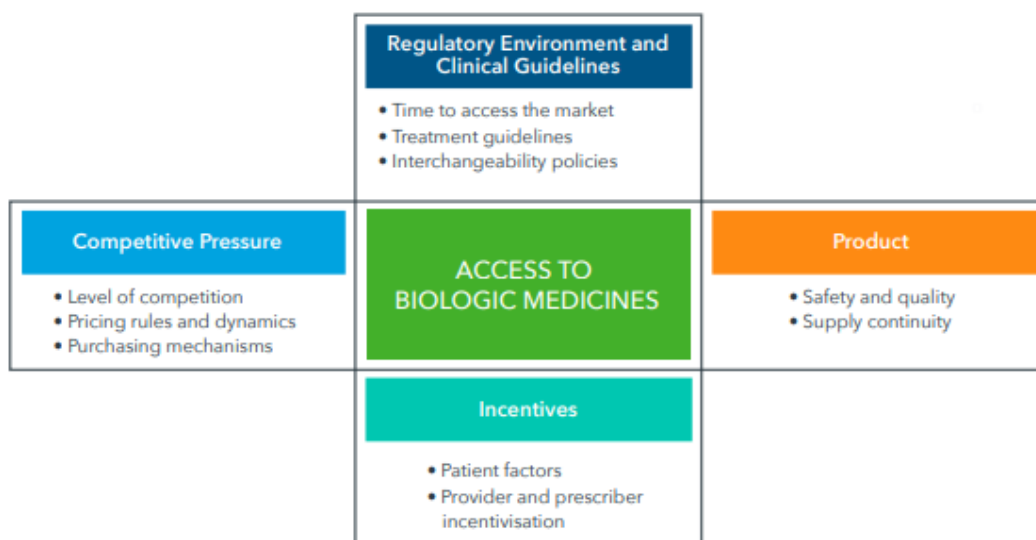 Regulatory Environment and
Clinical Guidelines
• Time to access the market
• Treatment guidelines
• Interchangeability policies
Competitive Pressure
• Level of competition
• Pricing rules and dynamics
• Purchasing mechanisms
ACCESS TO
BIOLOGIC MEDICINES
Product
• Safety and quality
• Supply continuity
Incentives
• Patient factors
• Provider and prescriber
incentivisation